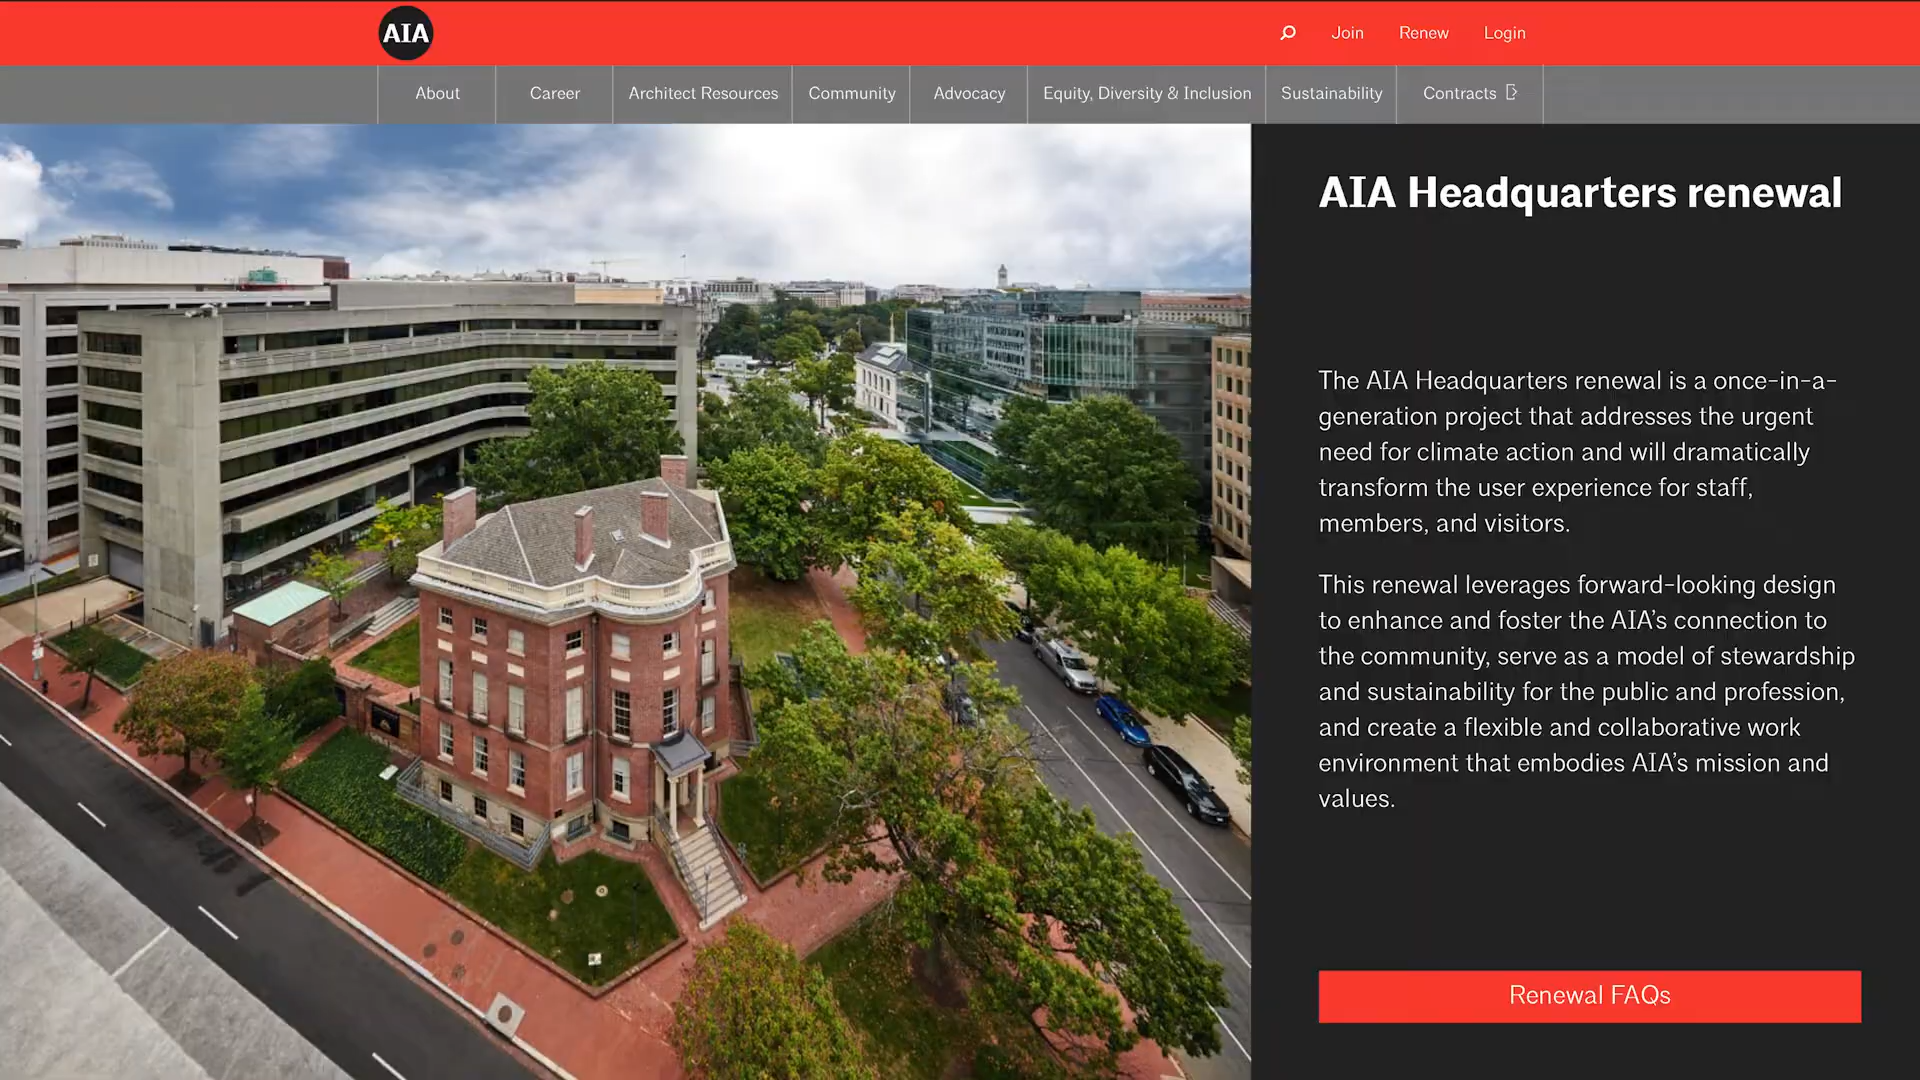 AIA
Join
Renew
Login
About
Career
Architect Resources
Community
Advocacy
Equity, Diversity & Inclusion
Sustainability
Contracts
AIA Headquarters renewal
The AIA Headquarters renewal is a once-in-a-
generation project that addresses the urgent
need for climate action and will dramatically
transform the user experience for staff,
members, and visitors.
This renewal leverages forward-looking design
to enhance and foster the AIA’s connection to
the community, serve as a model of stewardship
and sustainability for the public and profession,
and create a flexible and collaborative work
environment that embodies AIA’s mission and
values.
Renewal FAQs